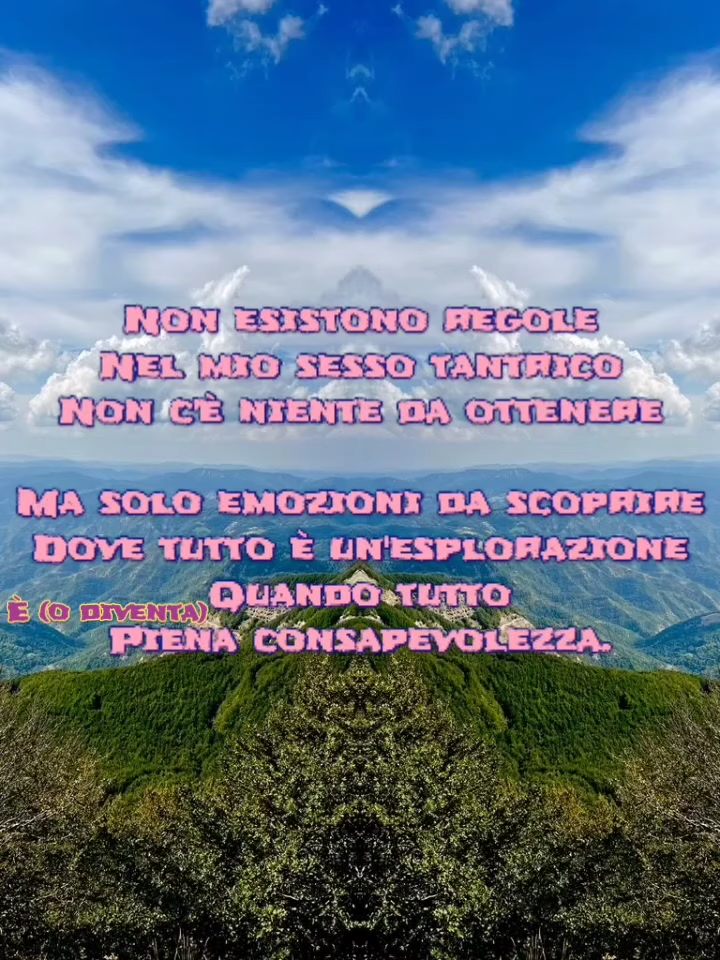 Non esistono regole
Nel mio sesso tantrico
Non c'è niente da ottenere
Ma solo emozioni da scoprire
Dove tutto è un'esplorazione
Quando tutto
È (o diventa)
Piena consapevolezza.